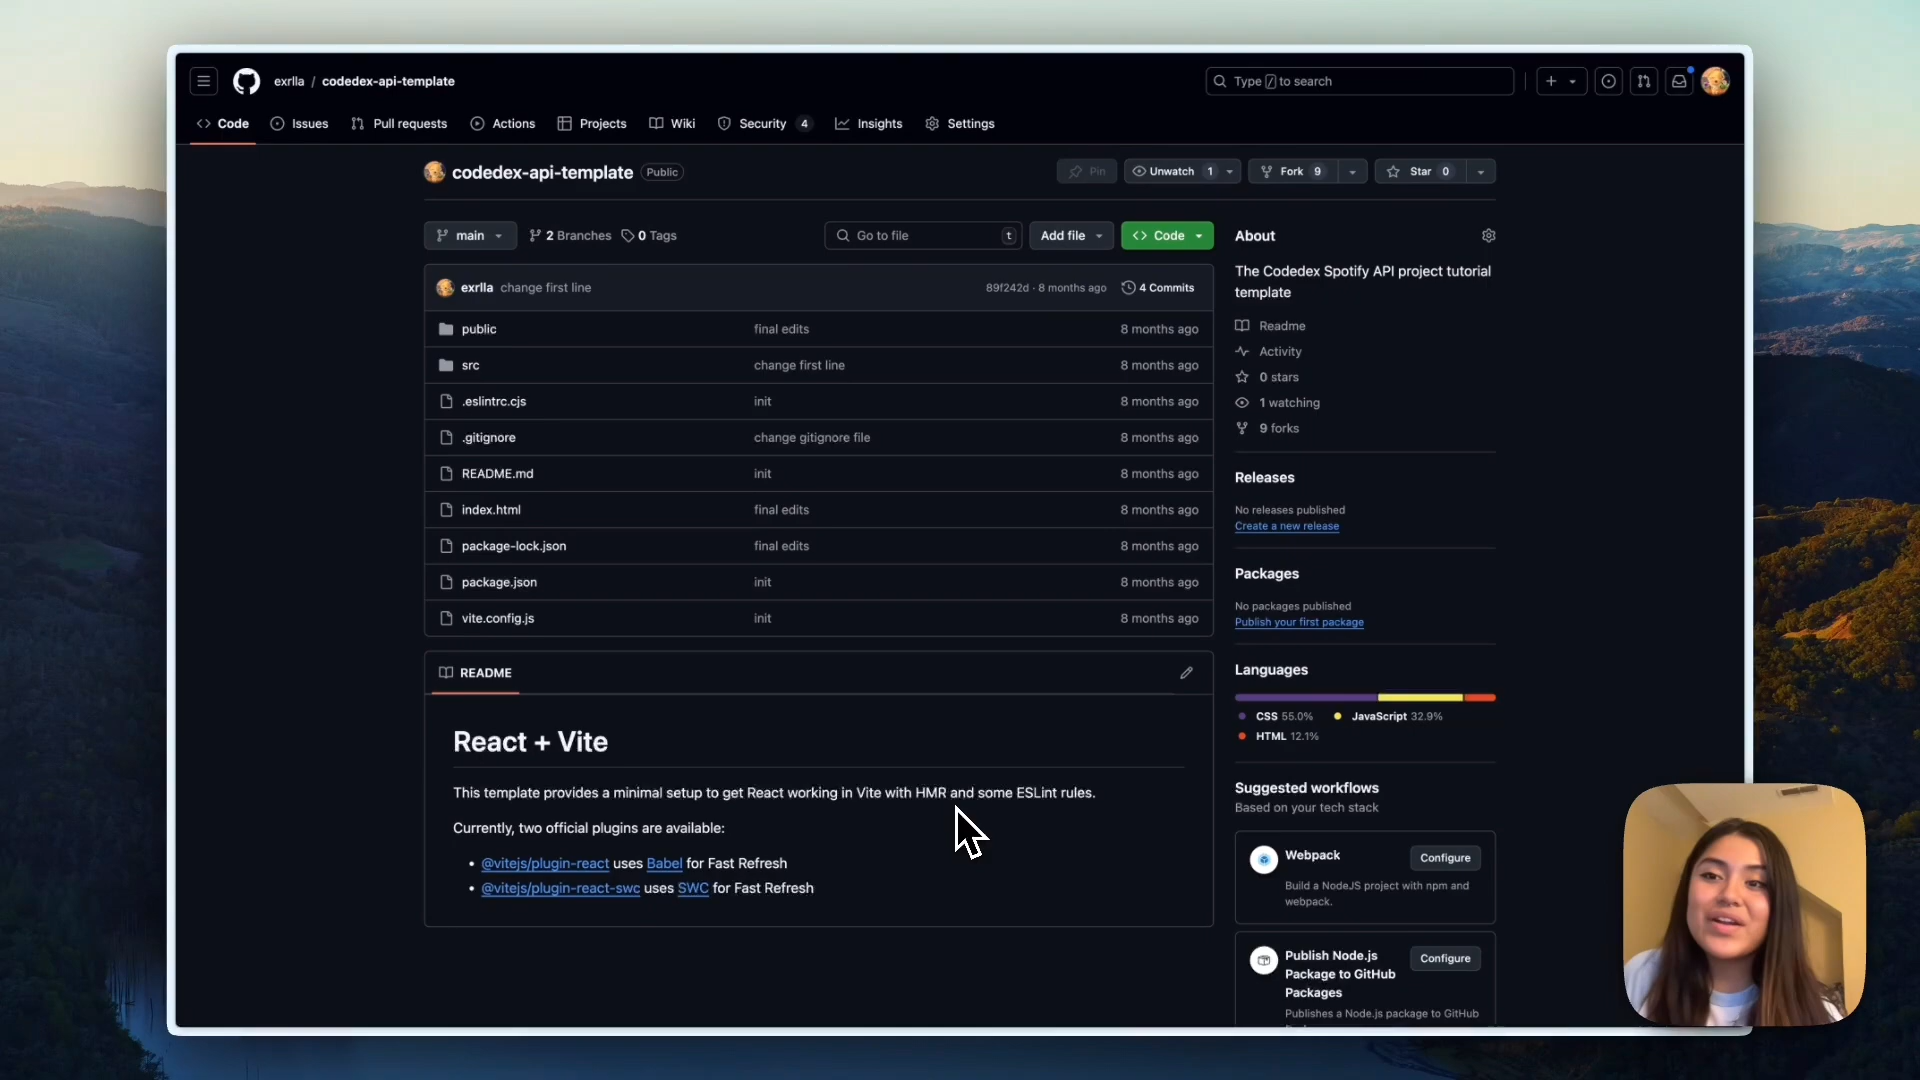 exrlla / codedex-api-template
Type / to search
Code Issues Pull requests Actions Projects Wiki Security 4 Insights Settings
codedex-api-template Public
Pin Unwatch 1 Fork 9 Star 0
main 2 Branches 0 Tags Go to file t Add file Code
exrlla change first line 89f242d · 8 months ago 4 Commits
public final edits 8 months ago
src change first line 8 months ago
.eslintrc.cjs init 8 months ago
.gitignore change gitignore file 8 months ago
README.md init 8 months ago
index.html final edits 8 months ago
package-lock.json final edits 8 months ago
package.json init 8 months ago
vite.config.js init 8 months ago
README
React + Vite
This template provides a minimal setup to get React working in Vite with HMR and some ESLint rules.
Currently, two official plugins are available:
• @vitejs/plugin-react uses Babel for Fast Refresh
• @vitejs/plugin-react-swc uses SWC for Fast Refresh
About
The Codedex Spotify API project tutorial
template
Readme
Activity
0 stars
1 watching
9 forks
Releases
No releases published
Create a new release
Packages
No packages published
Publish your first package
Languages
CSS 55.0% JavaScript 32.9%
HTML 12.1%
Suggested workflows
Based on your tech stack
Webpack Configure
Build a NodeJS project with npm and
webpack.
Publish Node.js Configure
Package to GitHub
Packages
Publishes a Node.js package to GitHub